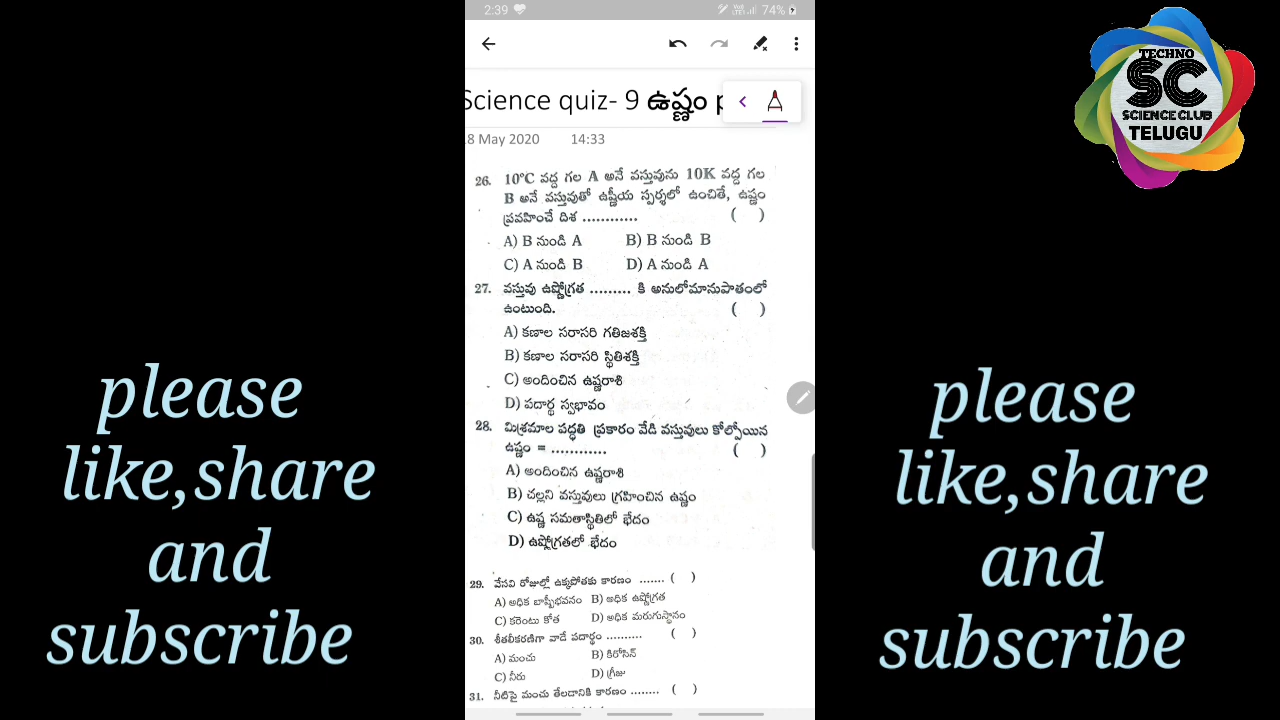 2:39
74%
Science quiz- 9 ఉష్ణం p
8 May 2020 14:33
26. 10°C వద్ద గల A అనే వస్తువును 10K వద్ద గల
B అనే వస్తువుతో ఉష్ణీయ స్పర్శలో ఉంచితే, ఉష్ణం
ప్రవహించే దిశ ............ ( )
A) B నుండి A B) B నుండి B
C) A నుండి B D) A నుండి A
27. వస్తువు ఉష్ణోగ్రత ......... కి అనులోమానుపాతంలో
ఉంటుంది. ( )
A) కణాల సరాసరి గతిజశక్తి
B) కణాల సరాసరి స్థితిశక్తి
C) అందించిన ఉష్ణరాశి
D) పదార్థ స్వభావం
28. మిశ్రమాల పద్ధతి ప్రకారం వేడి వస్తువులు కోల్పోయిన
ఉష్ణం = ............ ( )
A) అందించిన ఉష్ణరాశి
B) చల్లని వస్తువులు గ్రహించిన ఉష్ణం
C) ఉష్ణ సమతాస్థితిలో భేదం
D) ఉష్ణోగ్రతలో భేదం
29. వేసవి రోజుల్లో ఉక్కపోతకు కారణం ....... ( )
A) అధిక బాష్పీభవనం B) అధిక ఉష్ణోగ్రత
C) కరెంటు కోత D) అధిక మరుగుస్థానం
30. శీతలీకరణిగా వాడే పదార్థం .......... ( )
A) మంచు B) కిరోసిన్
C) నీరు D) గ్రీజు
31. నీటిపై మంచు తేలడానికి కారణం ........ ( )
please
like,share
and
subscribe
please
like,share
and
subscribe
TECHNO
SC
SCIENCE CLUB
TELUGU